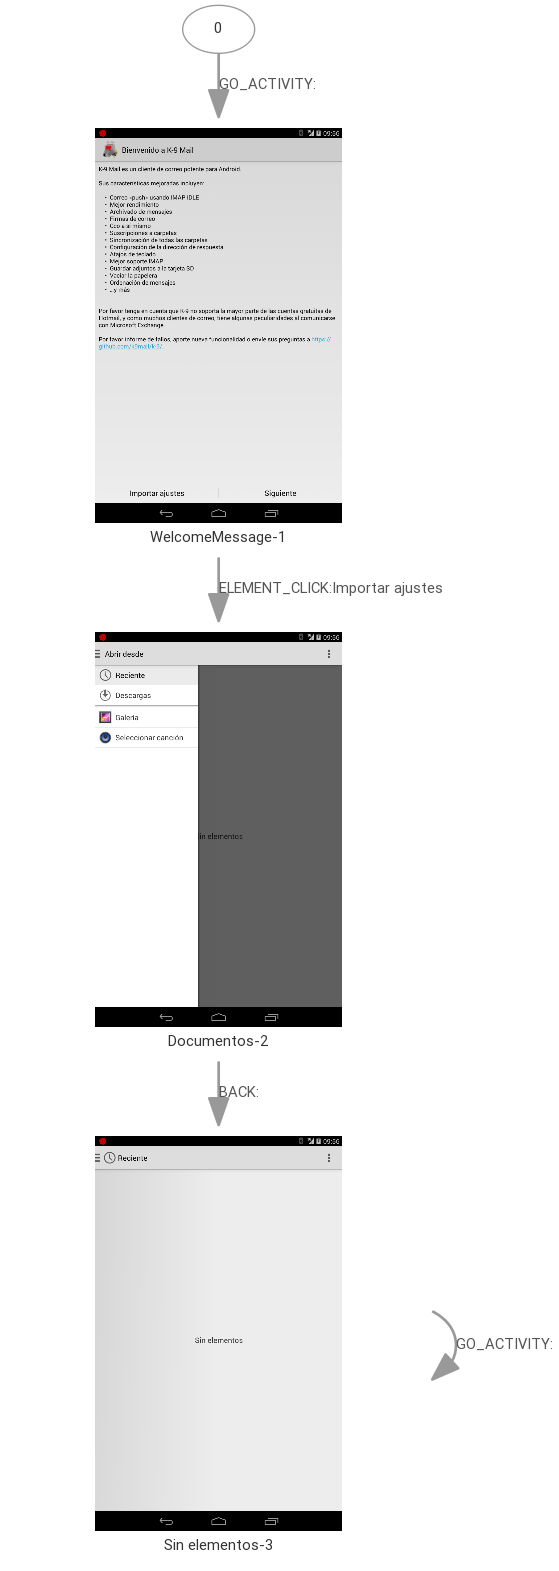 0
GO_ACTIVITY:
09:56
Bienvenido a K-9 Mail
K-9 Mail es un cliente de correo potente para Android.
Sus características mejoradas incluyen:
• Correo «push» usando IMAP IDLE
• Mejor rendimiento
• Archivado de mensajes
• Firmas de correo
• Cco a sí mismo
• Suscripciones a carpetas
• Sincronización de todas las carpetas
• Configuración de la dirección de respuesta
• Atajos de teclado
• Mejor soporte IMAP
• Guardar adjuntos a la tarjeta SD
• Vaciar la papelera
• Ordenación de mensajes
• …y más
Por favor tenga en cuenta que K-9 no soporta la mayor parte de las cuentas gratuitas de
Hotmail, y como muchos clientes de correo, tiene algunas peculiaridades al comunicarse
con Microsoft Exchange.
Por favor informe de fallos, aporte nueva funcionalidad o envíe sus preguntas a https://
github.com/k9mail/k-9/.
Importar ajustes Siguiente
WelcomeMessage-1
ELEMENT_CLICK:Importar ajustes
09:56
Abrir desde
Reciente
Descargas
Galería
Seleccionar canción
in elementos
Documentos-2
BACK:
09:56
Reciente
Sin elementos
GO_ACTIVITY:
Sin elementos-3